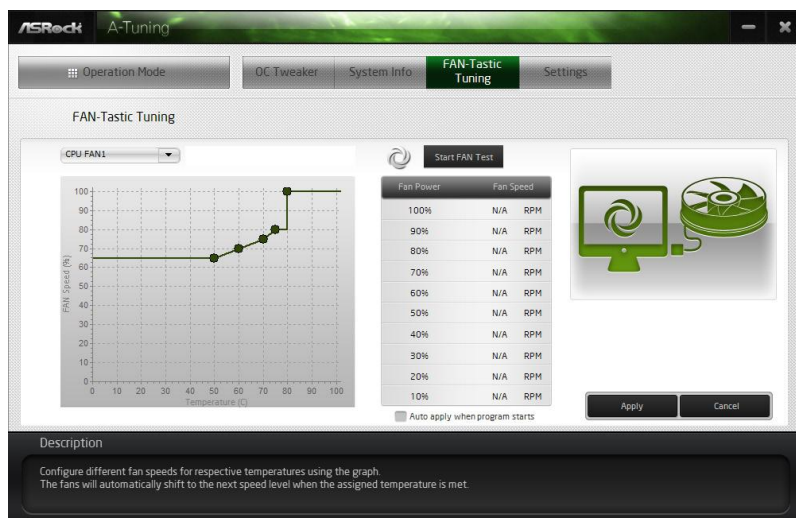 ASRock A-Tuning
Operation Mode
OC Tweaker
System Info
FAN-Tastic
Tuning
Settings
FAN-Tastic Tuning
CPU FAN1
100
90
80
70
60
50
40
30
20
10
0
FAN Speed (%)
0 10 20 30 40 50 60 70 80 90 100
Temperature (C)
Start FAN Test
Fan Power Fan Speed
100% N/A RPM
90% N/A RPM
80% N/A RPM
70% N/A RPM
60% N/A RPM
50% N/A RPM
40% N/A RPM
30% N/A RPM
20% N/A RPM
10% N/A RPM
Auto apply when program starts
Apply
Cancel
Description
Configure different fan speeds for respective temperatures using the graph.
The fans will automatically shift to the next speed level when the assigned temperature is met.